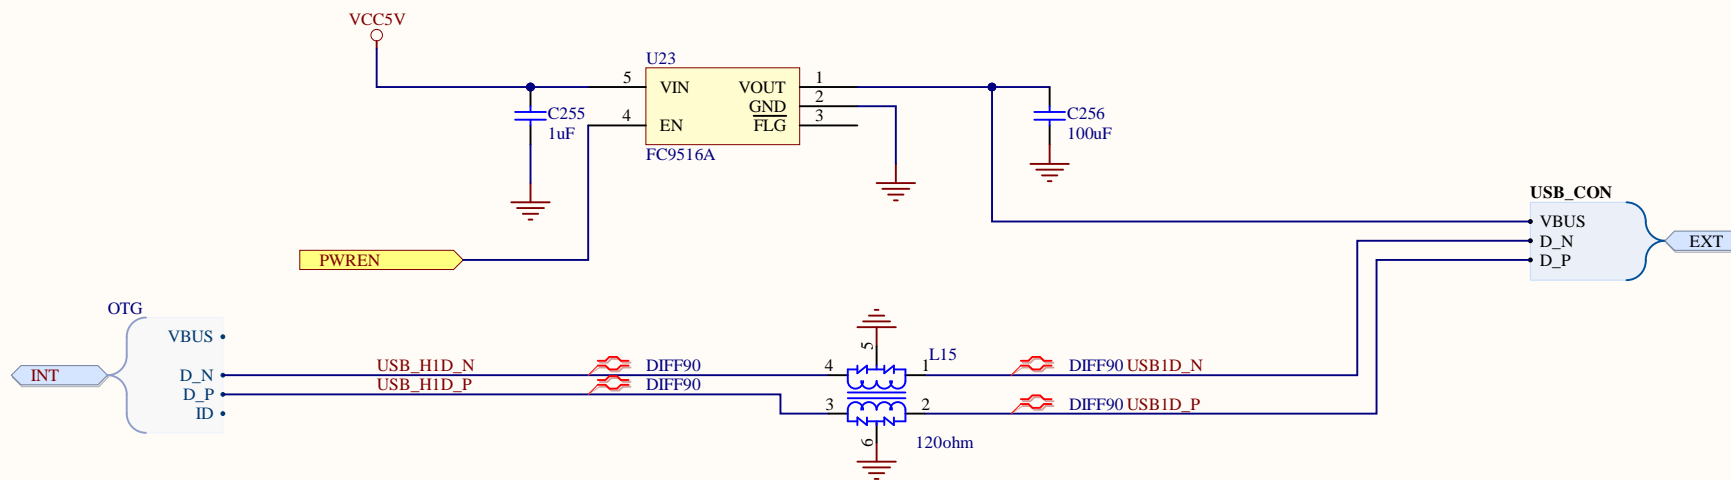 VCC5V
U23
5 VIN VOUT 1
GND 2
4 EN FLG 3
FC9516A
C255
1uF
C256
100uF
PWREN
USB_CON
VBUS
D_N
D_P
EXT
OTG
VBUS
D_N
D_P
ID
INT
USB_H1D_N DIFF90
USB_H1D_P DIFF90
5
L15
4 1
3 2
6
120ohm
DIFF90 USB1D_N
DIFF90 USB1D_P